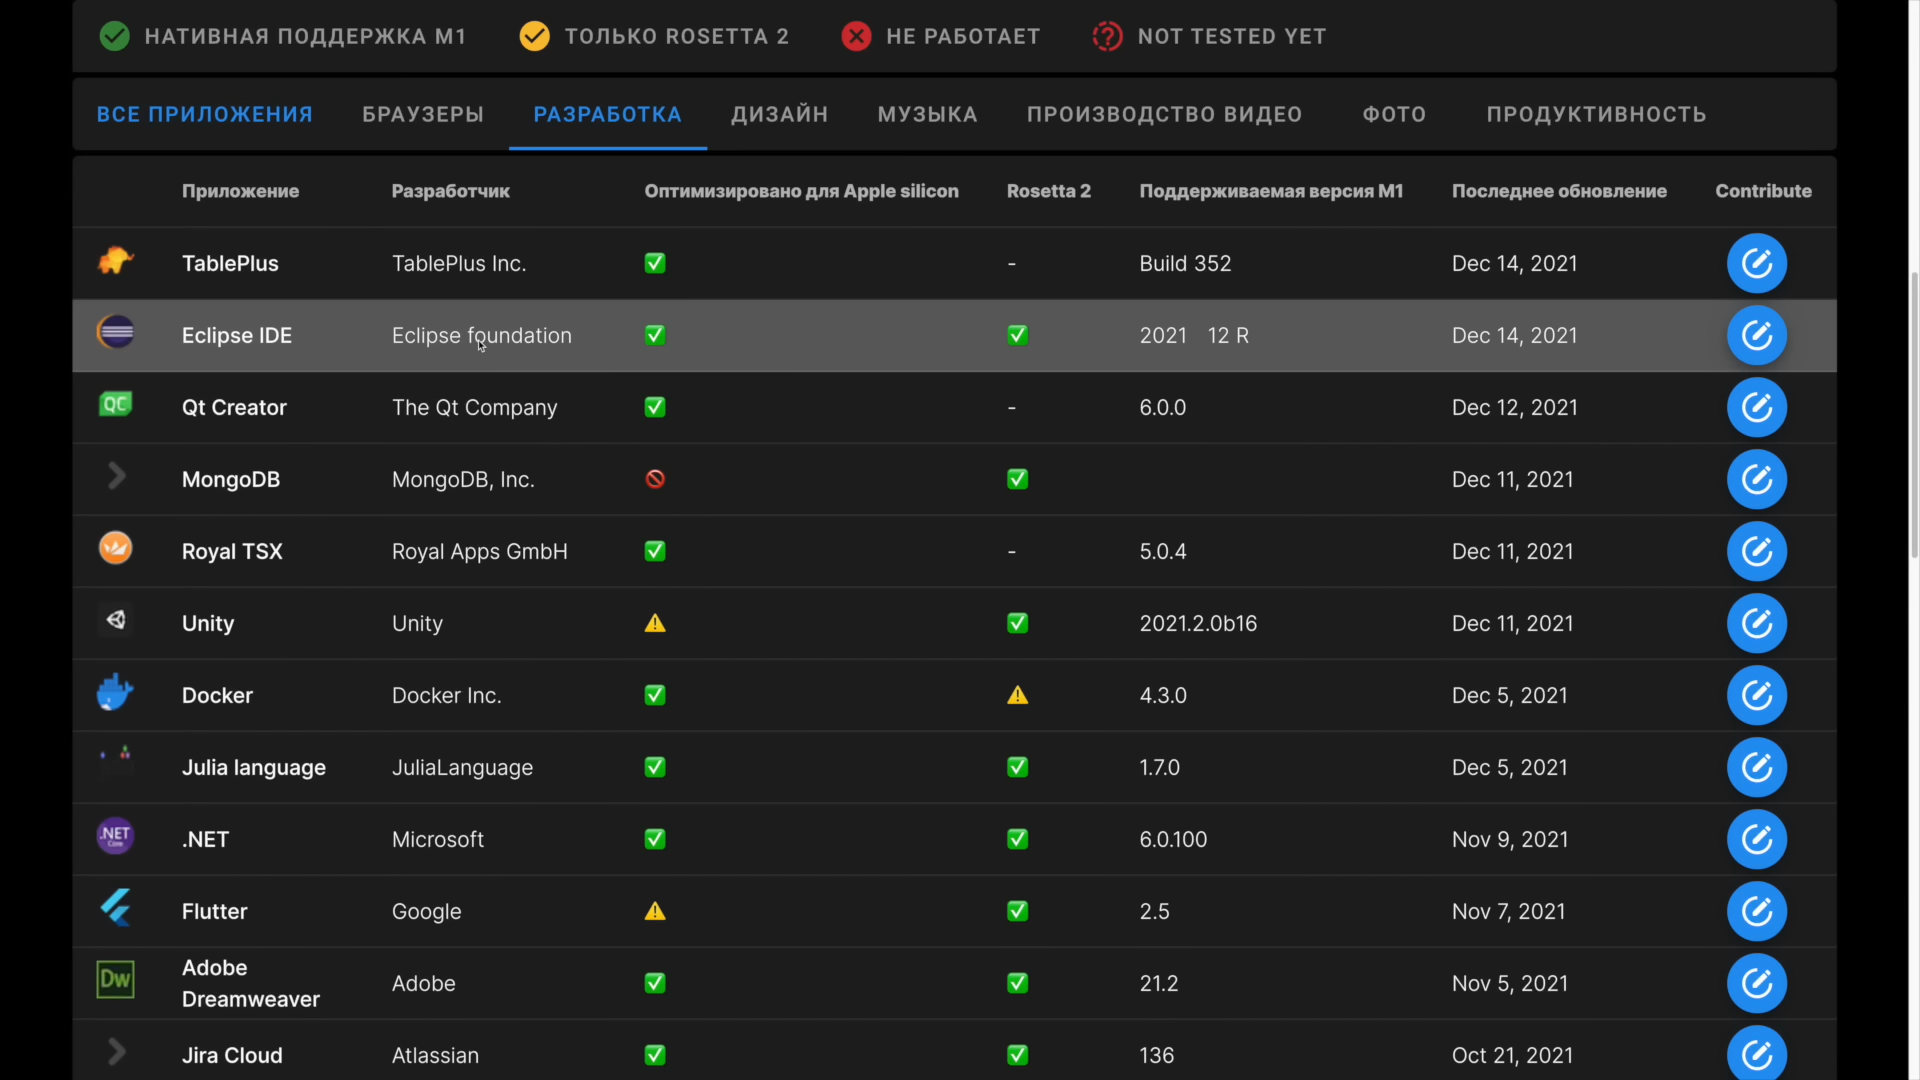 НАТИВНАЯ ПОДДЕРЖКА M1 ТОЛЬКО ROSETTA 2 НЕ РАБОТАЕТ NOT TESTED YET
ВСЕ ПРИЛОЖЕНИЯ БРАУЗЕРЫ РАЗРАБОТКА ДИЗАЙН МУЗЫКА ПРОИЗВОДСТВО ВИДЕО ФОТО ПРОДУКТИВНОСТЬ
Приложение Разработчик Оптимизировано для Apple silicon Rosetta 2 Поддерживаемая версия M1 Последнее обновление Contribute
TablePlus TablePlus Inc. ✅ - Build 352 Dec 14, 2021
Eclipse IDE Eclipse foundation ✅ ✅ 2021 12 R Dec 14, 2021
QC Qt Creator The Qt Company ✅ - 6.0.0 Dec 12, 2021
MongoDB MongoDB, Inc. 🚫 ✅ Dec 11, 2021
Royal TSX Royal Apps GmbH ✅ - 5.0.4 Dec 11, 2021
Unity Unity ⚠️ ✅ 2021.2.0b16 Dec 11, 2021
Docker Docker Inc. ✅ ⚠️ 4.3.0 Dec 5, 2021
Julia language JuliaLanguage ✅ ✅ 1.7.0 Dec 5, 2021
.NET Core .NET Microsoft ✅ ✅ 6.0.100 Nov 9, 2021
Flutter Google ⚠️ ✅ 2.5 Nov 7, 2021
Dw Adobe Dreamweaver Adobe ✅ ✅ 21.2 Nov 5, 2021
Jira Cloud Atlassian ✅ ✅ 136 Oct 21, 2021